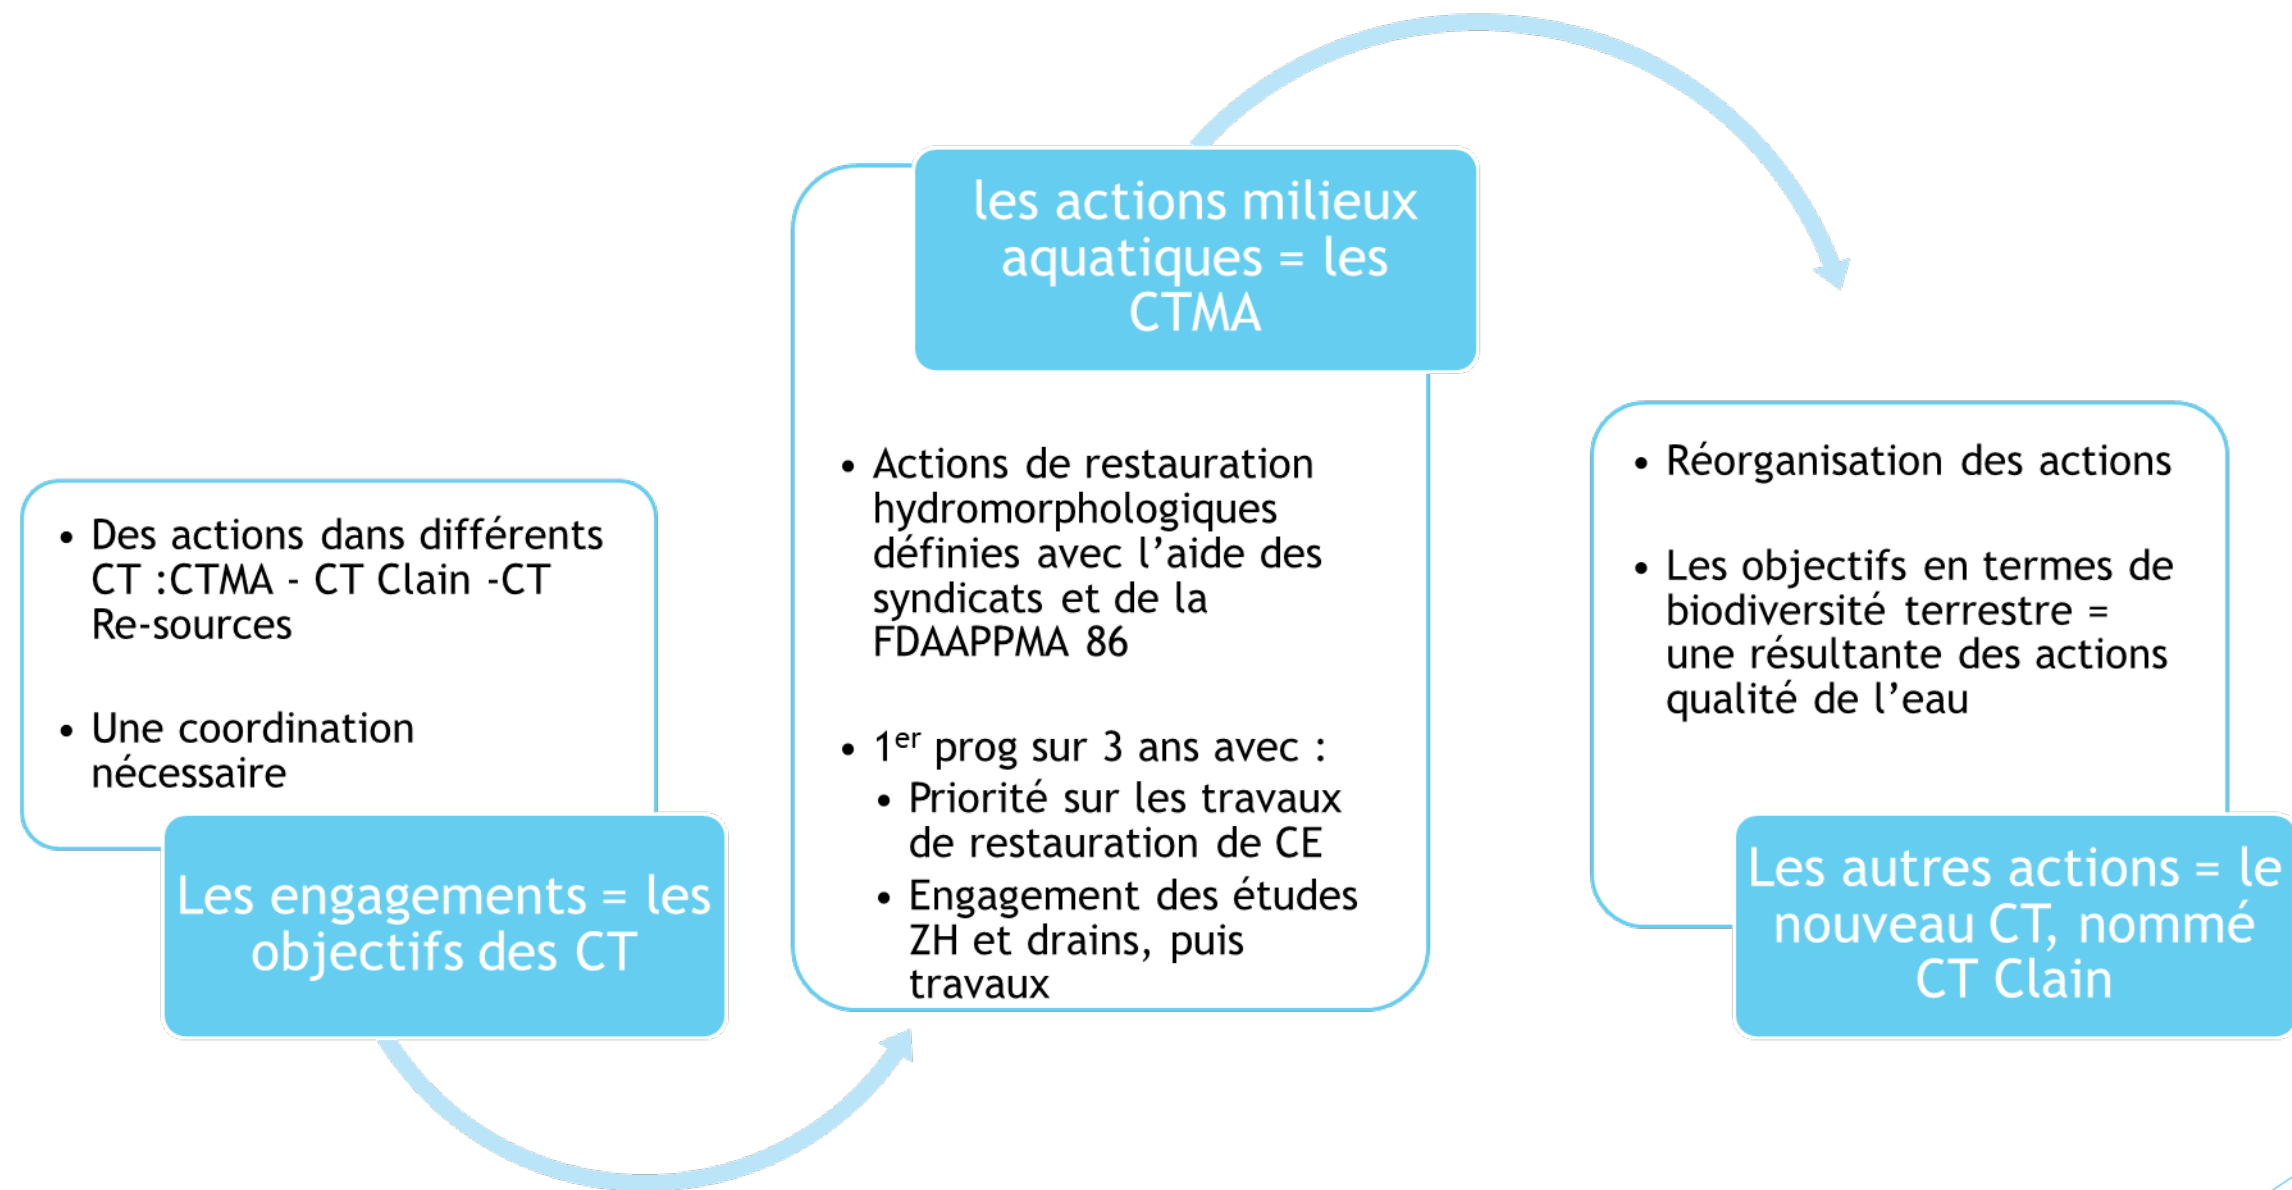 • Des actions dans différents
CT :CTMA - CT Clain -CT
Re-sources
• Une coordination
nécessaire
Les engagements = les
objectifs des CT
les actions milieux
aquatiques = les
CTMA
• Actions de restauration
hydromorphologiques
définies avec l’aide des
syndicats et de la
FDAAPPMA 86
• 1er prog sur 3 ans avec :
• Priorité sur les travaux
de restauration de CE
• Engagement des études
ZH et drains, puis
travaux
• Réorganisation des actions
• Les objectifs en termes de
biodiversité terrestre =
une résultante des actions
qualité de l’eau
Les autres actions = le
nouveau CT, nommé
CT Clain